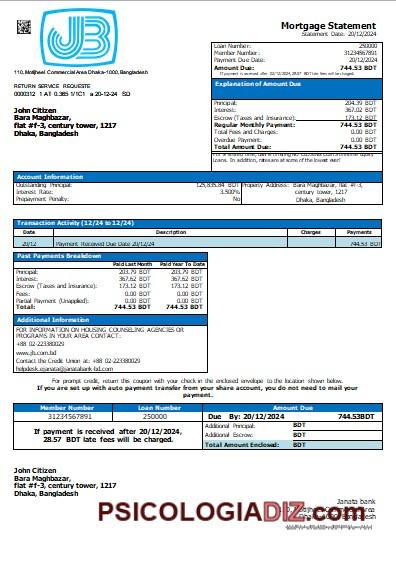 JB
Mortgage Statement
Statement Date: 20/12/2024
Loan Number: 250000
Member Number: 31234567891
Payment Due Date: 20/12/2024
Amount Due: 744.53 BDT
If payment is received after 20/12/2024, 28.57 BDT late fees will be charged.
110, Motijheel Commercial Area Dhaka-1000, Bangladesh
RETURN SERVICE REQUESTE
0000312 1 AT 0.365 1/1C1 a 20-12-24 SD
John Citizen
Bara Maghbazar,
flat #f-3, century tower, 1217
Dhaka, Bangladesh
Explanation of Amount Due
Principal: 204.39 BDT
Interest: 367.02 BDT
Escrow (Taxes and Insurance): 173.12 BDT
Regular Monthly Payment: 744.53 BDT
Total Fees and Charges: 0.00 BDT
Overdue Payment: 0.00 BDT
Total Amount Due: 744.53 BDT
loans. In addition, rates are at some of the lowest ever!
Account Information
Outstanding Principal: 125,835.84 BDT Property Address: Bara Maghbazar, flat #f-3,
Interest Rate: 3.500% century tower, 1217
Prepayment Penalty: No Dhaka, Bangladesh
Transaction Activity (12/24 to 12/24)
Date Description Charges Payments
20/12 Payment Received Due Date 20/12/24 744.53 BDT
Past Payments Breakdown
Paid Last Month Paid Year To Date
Principal: 203.79 BDT 203.79 BDT
Interest: 367.62 BDT 367.62 BDT
Escrow (Taxes and Insurance): 173.12 BDT 173.12 BDT
Fees: 0.00 BDT 0.00 BDT
Partial Payment (Unapplied): 0.00 BDT 0.00 BDT
Total: 744.53 BDT 744.53 BDT
Additional Information
FOR INFORMATION ON HOUSING COUNSELING AGENCIES OR
PROGRAMS IN YOUR AREA CONTACT:
+88 02-223380029
www.jb.com.bd
Contact the Credit Union at: +88 02-223380029
helpdesk.ejanata@janatabank-bd.com
For prompt credit, return this coupon with your check in the enclosed envelope to the location shown below.
If you are set up with auto payment transfer from your share account, you do not need to mail your
payment.
Member Number Loan Number Amount Due
31234567891 250000 Due By: 20/12/2024 744.53BDT
If payment is received after 20/12/2024,
28.57 BDT late fees will be charged.
Additional Principal: BDT
Additional Escrow: BDT
Total Amount Enclosed: BDT
John Citizen
Bara Maghbazar,
flat #f-3, century tower, 1217
Dhaka, Bangladesh
Janata bank
PSICOLOGIADIZ.com